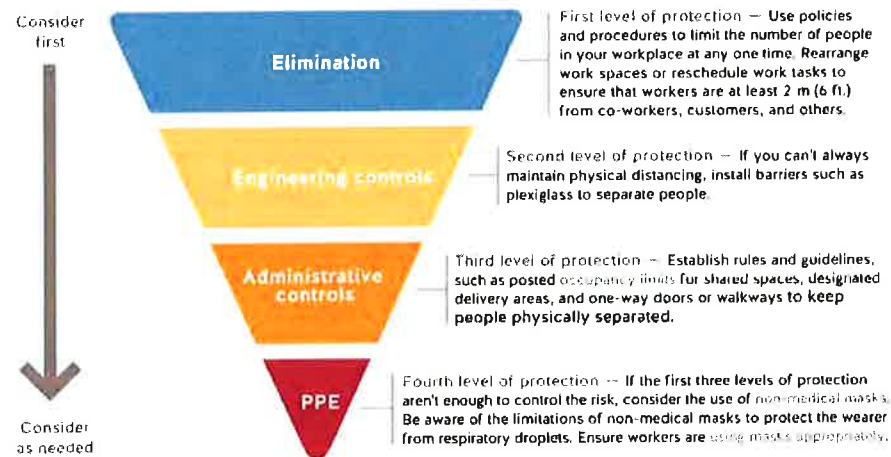 Consider
first
Elimination
First level of protection — Use policies
and procedures to limit the number of people
in your workplace at any one time. Rearrange
work spaces or reschedule work tasks to
ensure that workers are at least 2 m (6 ft.)
from co-workers, customers, and others.
Engineering controls
Second level of protection — If you can't always
maintain physical distancing, install barriers such as
plexiglass to separate people.
Administrative
controls
Third level of protection — Establish rules and guidelines,
such as posted occupancy limits for shared spaces, designated
delivery areas, and one-way doors or walkways to keep
people physically separated.
PPE
Fourth level of protection — If the first three levels of protection
aren't enough to control the risk, consider the use of non-medical masks.
Be aware of the limitations of non-medical masks to protect the wearer
from respiratory droplets. Ensure workers are using masks appropriately.
Consider
as needed